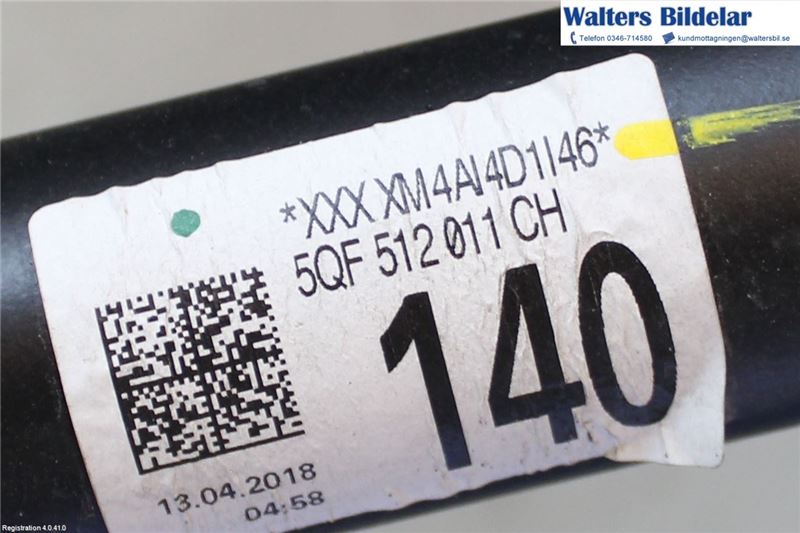 Walters Bildelar
Telefon 0346-714580 kundmottagningen@waltersbil.se
*XXX XM4A14D1146*
5QF 512 011 CH
140
13.04.2018
04:58
Registration 4.0.41.0